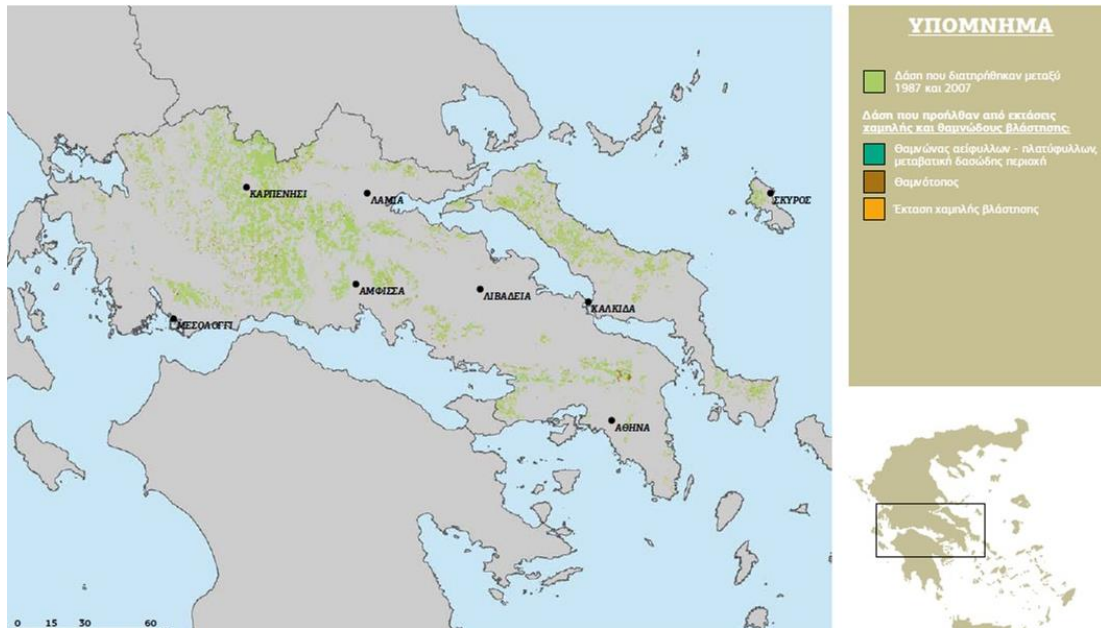 ΥΠΟΜΝΗΜΑ
Δάση που διατηρήθηκαν μεταξύ
1987 και 2007
Δάση που προήλθαν από εκτάσεις
χαμηλής και θαμνώδους βλάστησης:
Θαμνώνας αείφυλλων - πλατύφυλλων,
μεταβατική δασώδης περιοχή
Θαμνότοπος
Έκταση χαμηλής βλάστησης
ΚΑΡΠΕΝΗΣΙ
ΛΑΜΙΑ
ΣΚΥΡΟΣ
ΑΜΦΙΣΣΑ
ΛΙΒΑΔΕΙΑ
ΧΑΛΚΙΔΑ
ΜΕΣΟΛΟΓΓΙ
ΑΘΗΝΑ
0 15 30 60